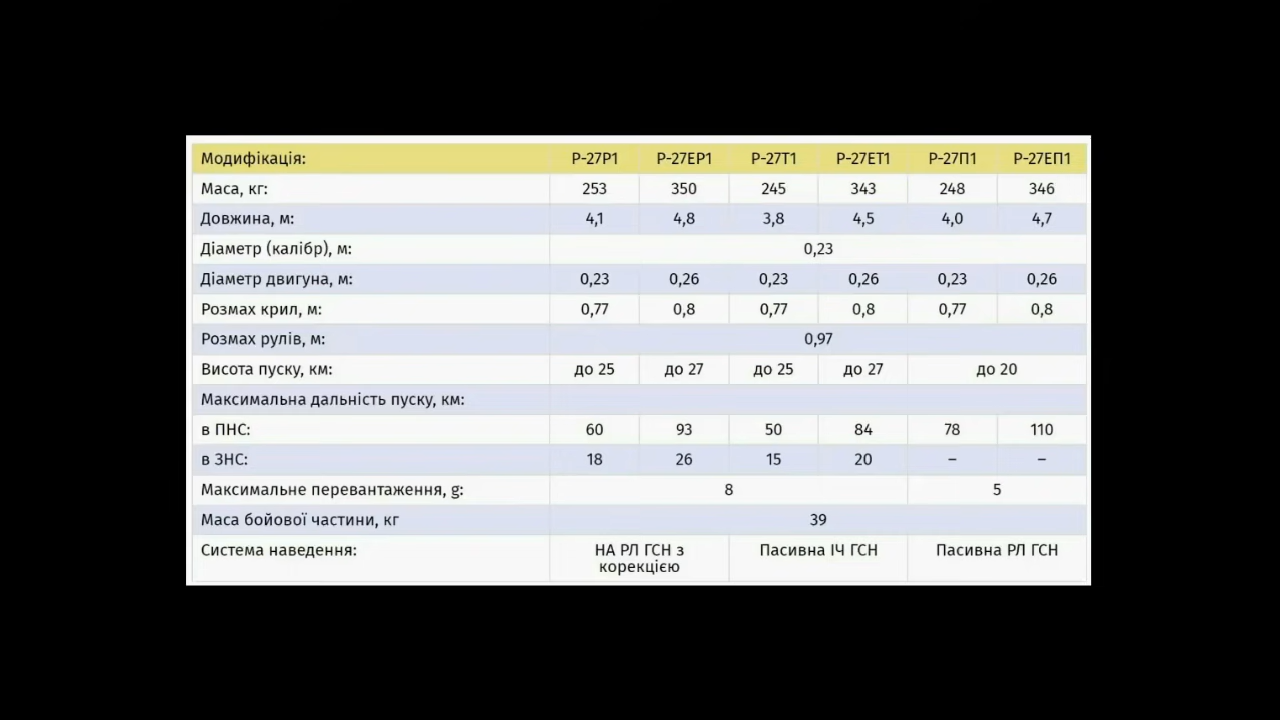 Модифікація: Р-27Р1 Р-27ЕР1 Р-27Т1 Р-27ЕТ1 Р-27П1 Р-27ЕП1
Маса, кг: 253 350 245 343 248 346
Довжина, м: 4,1 4,8 3,8 4,5 4,0 4,7
Діаметр (калібр), м: 0,23
Діаметр двигуна, м: 0,23 0,26 0,23 0,26 0,23 0,26
Розмах крил, м: 0,77 0,8 0,77 0,8 0,77 0,8
Розмах рулів, м: 0,97
Висота пуску, км: до 25 до 27 до 25 до 27 до 20
Максимальна дальність пуску, км:
в ПНС: 60 93 50 84 78 110
в ЗНС: 18 26 15 20 – –
Максимальне перевантаження, g: 8 5
Маса бойової частини, кг 39
Система наведення: НА РЛ ГСН з Пасивна ІЧ ГСН Пасивна РЛ ГСН
корекцією